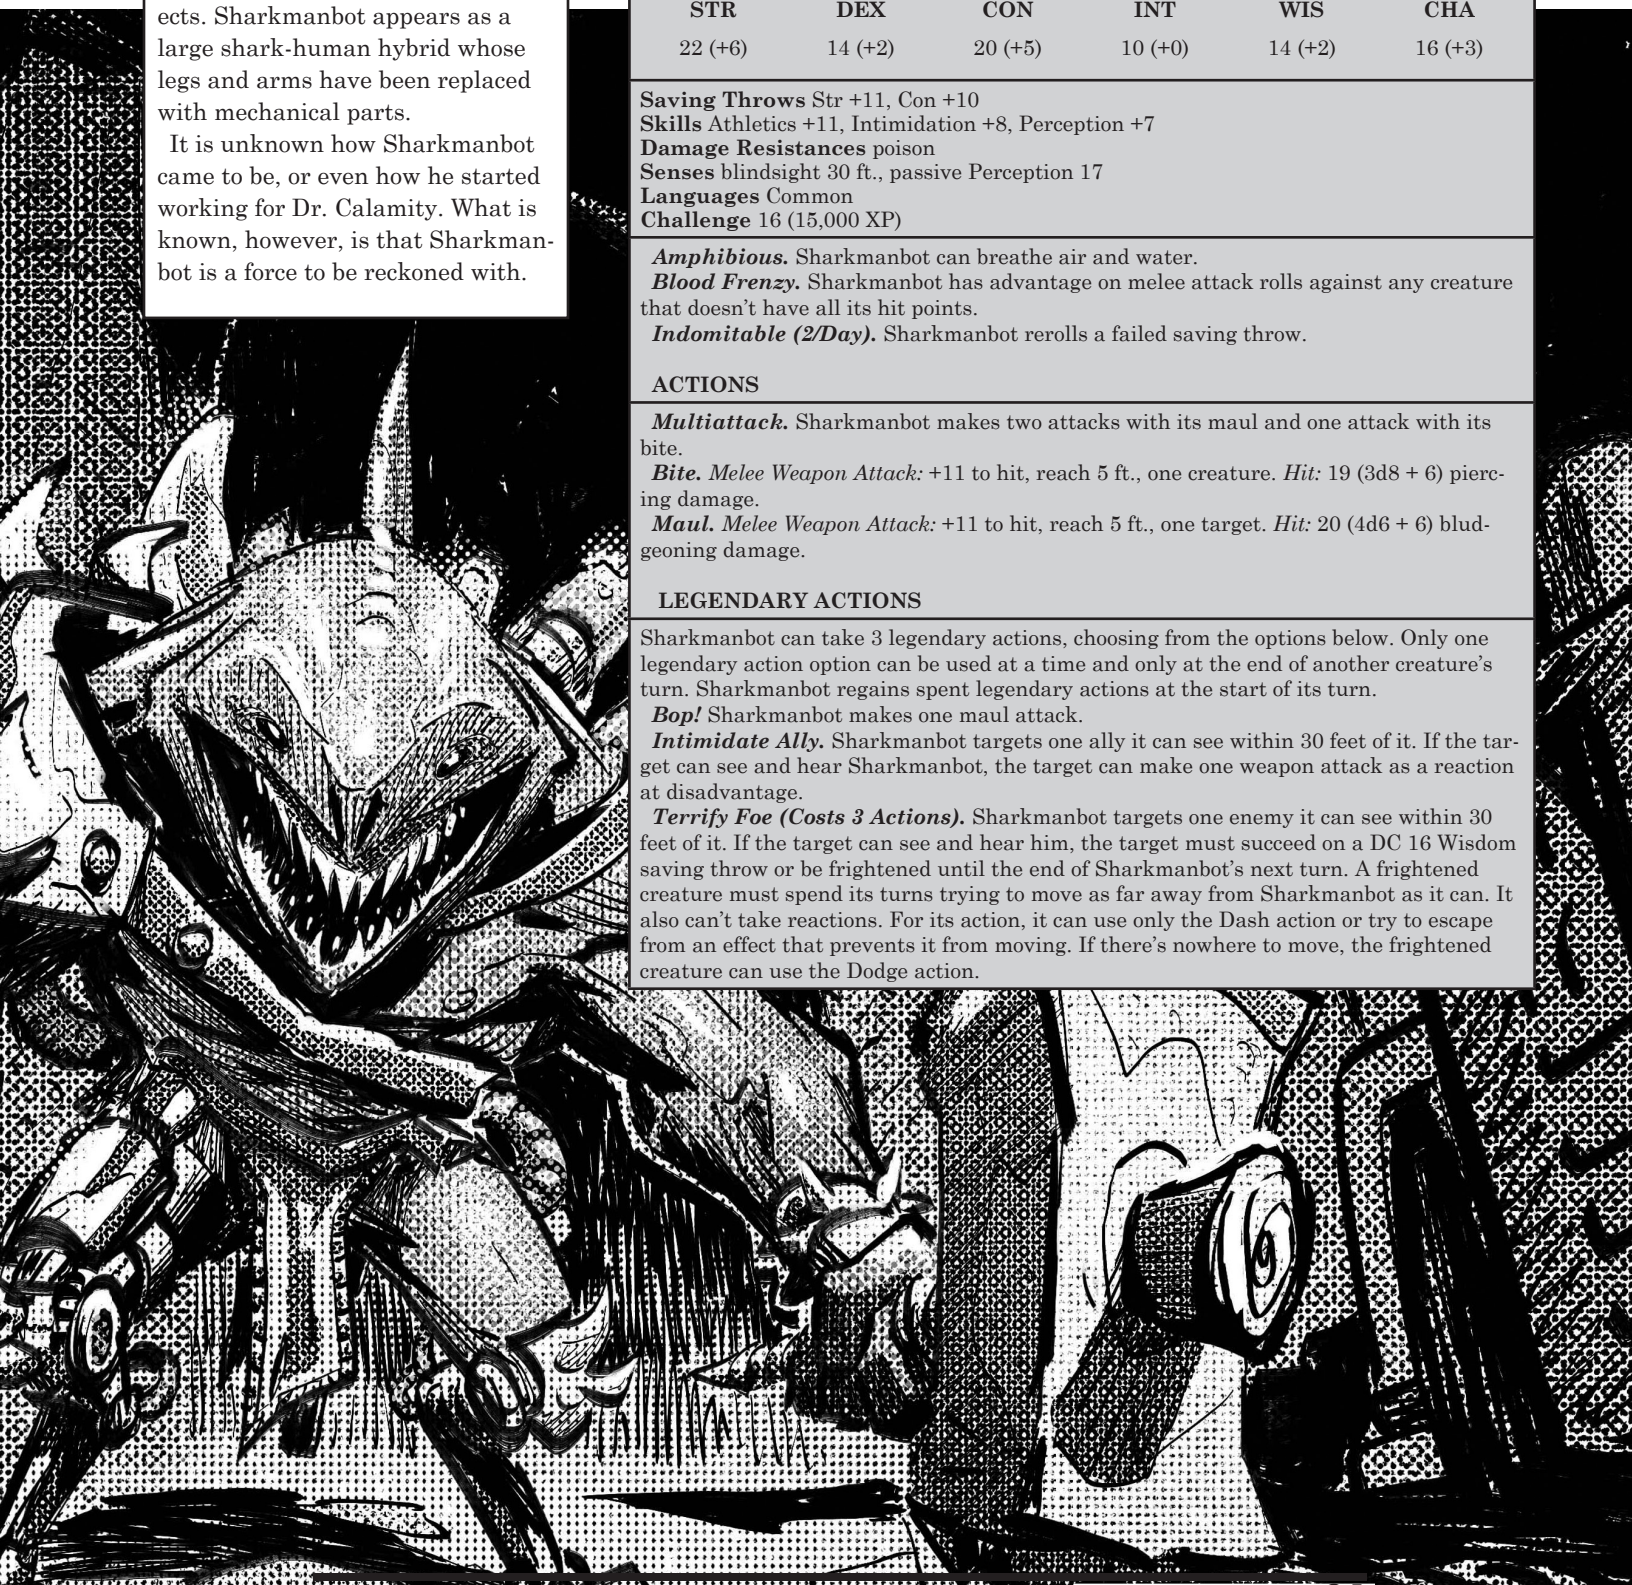 ects. Sharkmanbot appears as a
large shark-human hybrid whose
legs and arms have been replaced
with mechanical parts.
It is unknown how Sharkmanbot
came to be, or even how he started
working for Dr. Calamity. What is
known, however, is that Sharkman-
bot is a force to be reckoned with.
STR DEX CON INT WIS CHA
22 (+6) 14 (+2) 20 (+5) 10 (+0) 14 (+2) 16 (+3)
Saving Throws Str +11, Con +10
Skills Athletics +11, Intimidation +8, Perception +7
Damage Resistances poison
Senses blindsight 30 ft., passive Perception 17
Languages Common
Challenge 16 (15,000 XP)
Amphibious. Sharkmanbot can breathe air and water.
Blood Frenzy. Sharkmanbot has advantage on melee attack rolls against any creature
that doesn't have all its hit points.
Indomitable (2/Day). Sharkmanbot rerolls a failed saving throw.
ACTIONS
Multiattack. Sharkmanbot makes two attacks with its maul and one attack with its
bite.
Bite. Melee Weapon Attack: +11 to hit, reach 5 ft., one creature. Hit: 19 (3d8 + 6) pierc-
ing damage.
Maul. Melee Weapon Attack: +11 to hit, reach 5 ft., one target. Hit: 20 (4d6 + 6) blud-
geoning damage.
LEGENDARY ACTIONS
Sharkmanbot can take 3 legendary actions, choosing from the options below. Only one
legendary action option can be used at a time and only at the end of another creature's
turn. Sharkmanbot regains spent legendary actions at the start of its turn.
Bop! Sharkmanbot makes one maul attack.
Intimidate Ally. Sharkmanbot targets one ally it can see within 30 feet of it. If the tar-
get can see and hear Sharkmanbot, the target can make one weapon attack as a reaction
at disadvantage.
Terrify Foe (Costs 3 Actions). Sharkmanbot targets one enemy it can see within 30
feet of it. If the target can see and hear him, the target must succeed on a DC 16 Wisdom
saving throw or be frightened until the end of Sharkmanbot's next turn. A frightened
creature must spend its turns trying to move as far away from Sharkmanbot as it can. It
also can't take reactions. For its action, it can use only the Dash action or try to escape
from an effect that prevents it from moving. If there's nowhere to move, the frightened
creature can use the Dodge action.